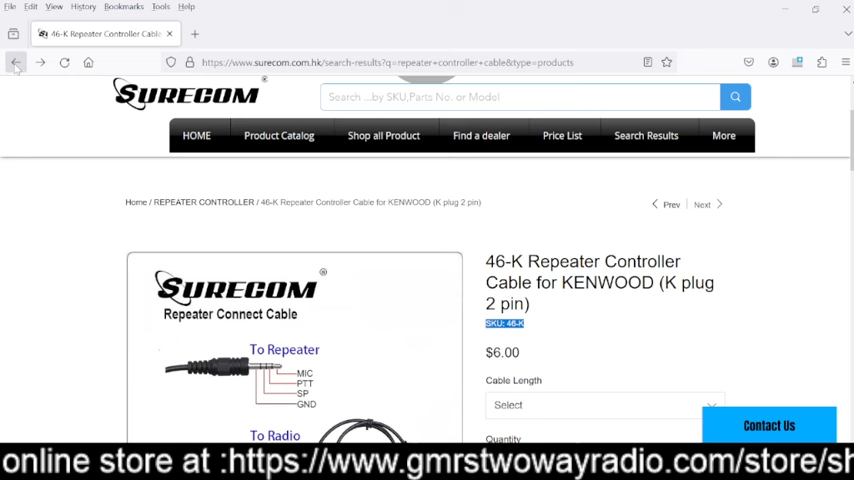 File Edit View History Bookmarks Tools Help
46-K Repeater Controller Cable
https://www.surecom.com.hk/search-results?q=repeater+controller+cable&type=products
SURECOM ®
Search ...by SKU,Parts No. or Model
HOME Product Catalog Shop all Product Find a dealer Price List Search Results More
Home / REPEATER CONTROLLER / 46-K Repeater Controller Cable for KENWOOD (K plug 2 pin)
Prev Next
46-K Repeater Controller
Cable for KENWOOD (K plug
2 pin)
SKU: 46-K
$6.00
Cable Length
Select
Quantity
SURECOM ®
Repeater Connect Cable
To Repeater
MIC
PTT
SP
GND
To Radio
Contact Us
online store at :https://www.gmrstwowayradio.com/store/sh